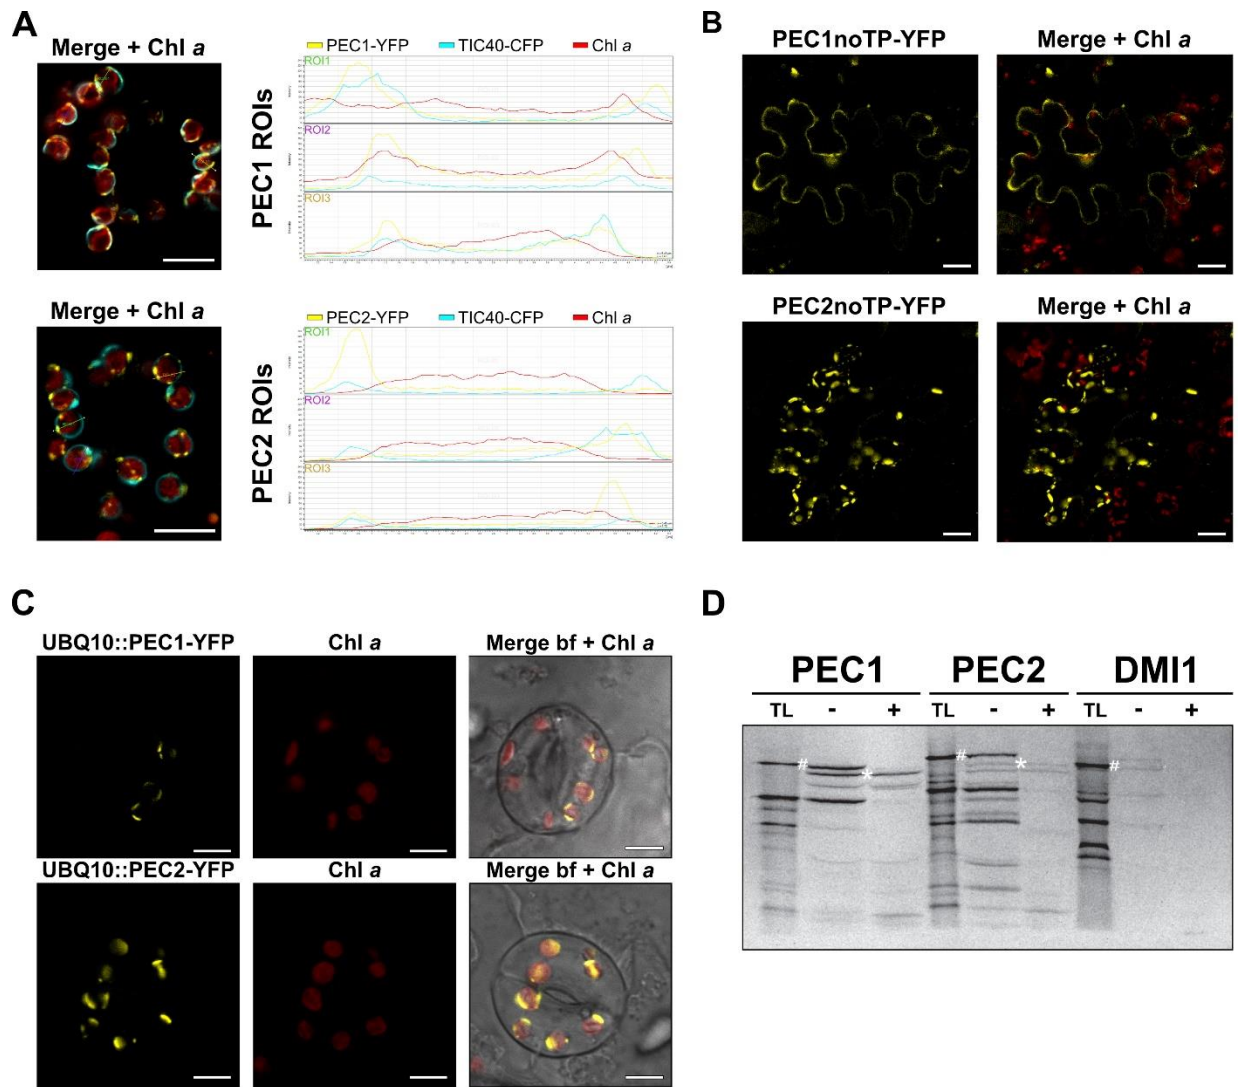 A
Merge + Chl a
PEC1 ROIs
PEC1-YFP TIC40-CFP Chl a
ROI1
ROI2
ROI3
Merge + Chl a
PEC2 ROIs
PEC2-YFP TIC40-CFP Chl a
ROI1
ROI2
ROI3
B
PEC1noTP-YFP Merge + Chl a
PEC2noTP-YFP Merge + Chl a
C
UBQ10::PEC1-YFP Chl a Merge bf + Chl a
UBQ10::PEC2-YFP Chl a Merge bf + Chl a
D
PEC1 PEC2 DMI1
TL - + TL - + TL - +
# * # * #